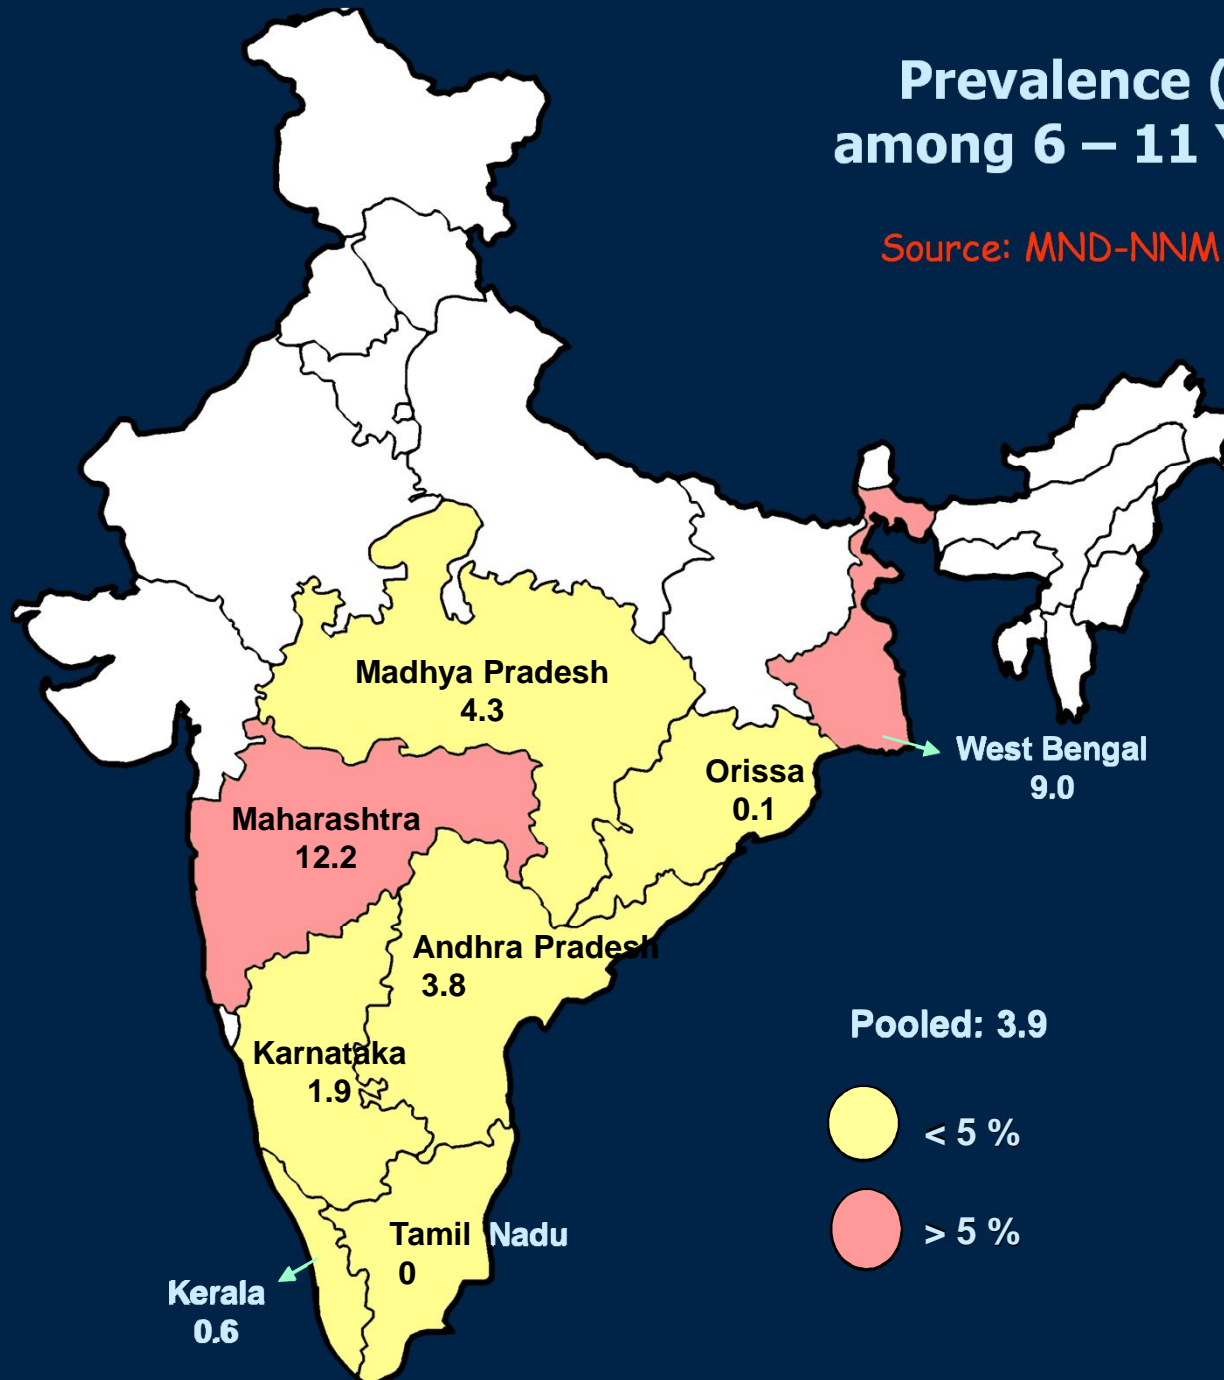 Prevalence (
among 6 – 11
Source: MND-NNM
Madhya Pradesh
4.3
Orissa
0.1
West Bengal
9.0
Maharashtra
12.2
Andhra Pradesh
3.8
Pooled: 3.9
Karnataka
1.9
< 5 %
> 5 %
Tamil Nadu
0
Kerala
0.6